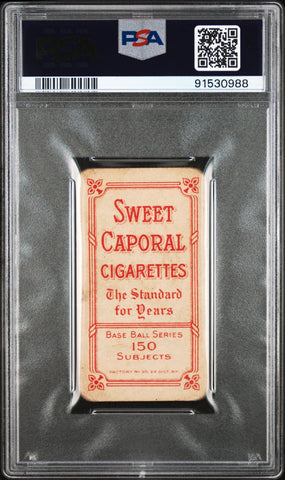 PSA
91530988
SWEET
CAPORAL
CIGARETTES
The Standard
for Years
BASE BALL SERIES
150
SUBJECTS